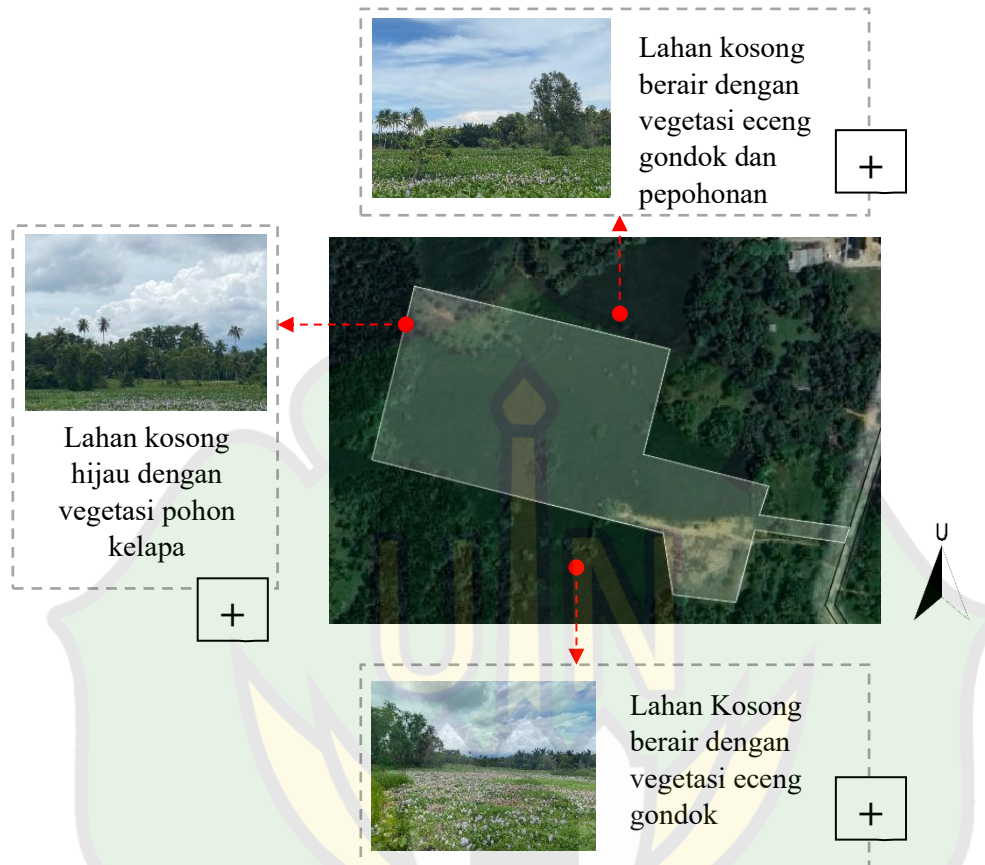 Lahan kosong
berair dengan
vegetasi eceng
gondok dan
pepohonan
+
Lahan kosong
hijau dengan
vegetasi pohon
kelapa
+
U
UIN
Lahan Kosong
berair dengan
vegetasi eceng
gondok
+